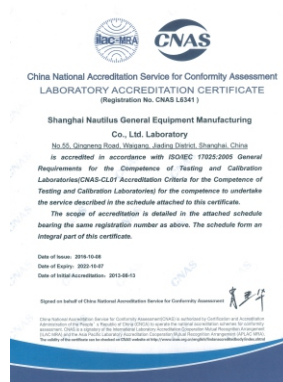 ilac-MRA
CNAS
China National Accreditation Service for Conformity Assessment
LABORATORY ACCREDITATION CERTIFICATE
(Registration No. CNAS L6341 )
Shanghai Nautilus General Equipment Manufacturing
Co., Ltd. Laboratory
No.55, Qingneng Road, Waigang, Jiading District, Shanghai, China
is accredited in accordance with ISO/IEC 17025:2005 General
Requirements for the Competence of Testing and Calibration
Laboratories(CNAS-CL01 Accreditation Criteria for the Competence of
Testing and Calibration Laboratories) for the competence to undertake
the service described in the schedule attached to this certificate.
The scope of accreditation is detailed in the attached schedule
bearing the same registration number as above. The schedule form an
integral part of this certificate.
Date of Issue: 2016-10-08
Date of Expiry: 2022-10-07
Date of Initial Accreditation: 2013-08-13
Signed on behalf of China National Accreditation Service for Conformity Assessment